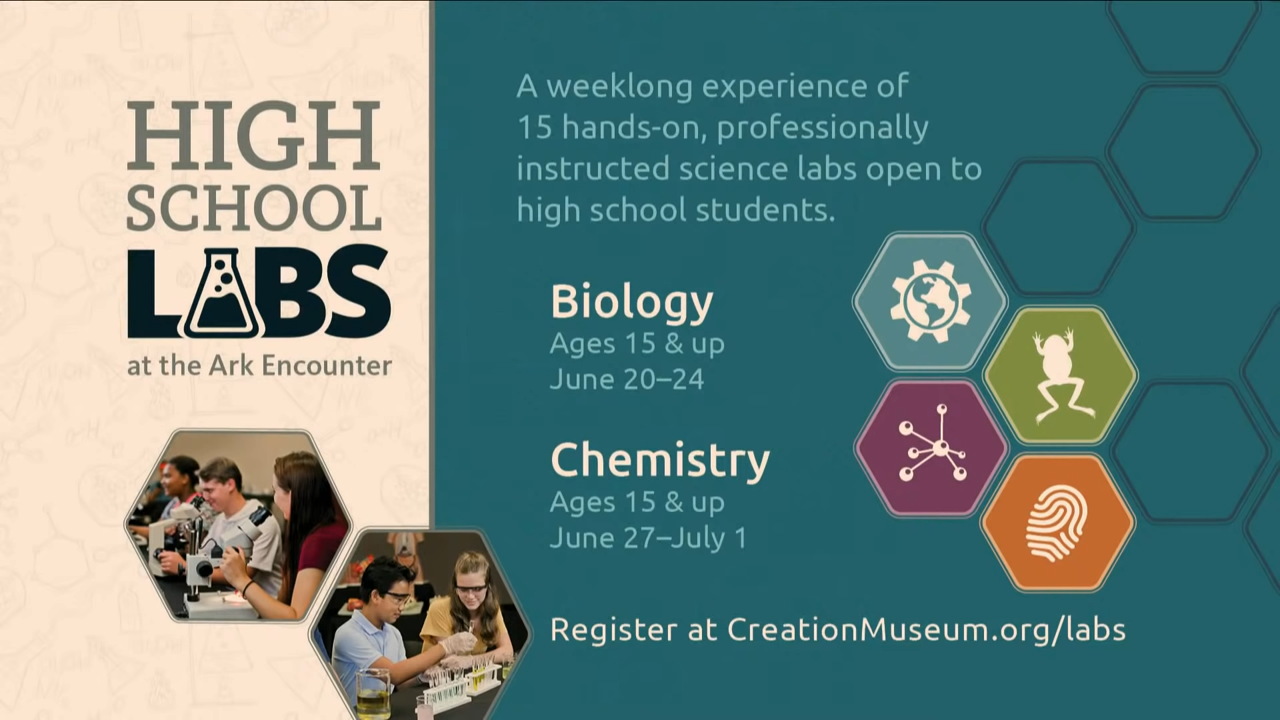 HIGH
SCHOOL
LABS
at the Ark Encounter
A weeklong experience of
15 hands-on, professionally
instructed science labs open to
high school students.
Biology
Ages 15 & up
June 20–24
Chemistry
Ages 15 & up
June 27–July 1
Register at CreationMuseum.org/labs